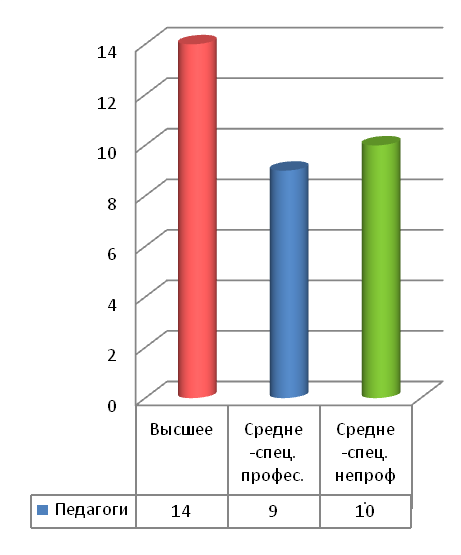 14
12
10
8
6
4
2
0
Высшее
Средне
-спец.
профес.
Средне
-спец.
непроф
.
Педагоги 14 9 10